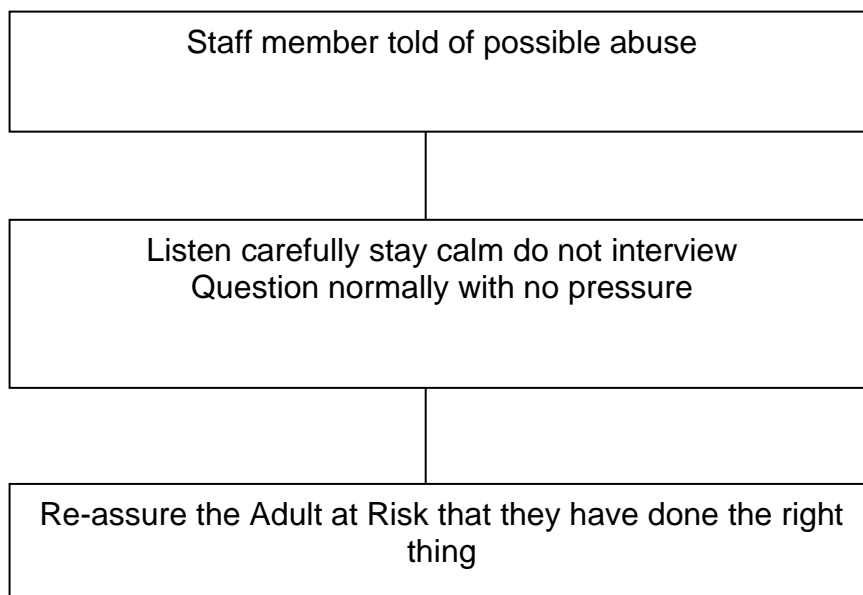 Staff member told of possible abuse
Listen carefully stay calm do not interview
Question normally with no pressure
Re-assure the Adult at Risk that they have done the right
thing